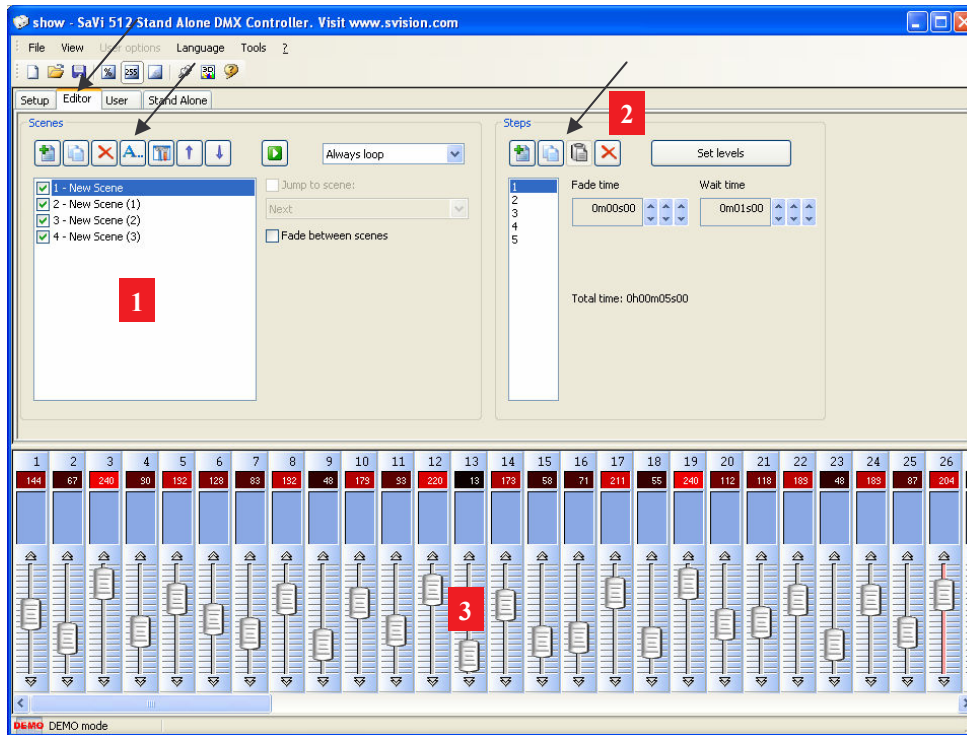 show - SaVi 512 Stand Alone DMX Controller. Visit www.svision.com
File View User options Language Tools ?
% 255 3D
Setup Editor User Stand Alone
Scenes
A..
Always loop
1 - New Scene
2 - New Scene (1)
3 - New Scene (2)
4 - New Scene (3)
Jump to scene:
Next
Fade between scenes
1
Steps
2
Set levels
1
2
3
4
5
Fade time
0m00s00
Wait time
0m01s00
Total time: 0h00m05s00
1 2 3 4 5 6 7 8 9 10 11 12 13 14 15 16 17 18 19 20 21 22 23 24 25 26
144 67 240 90 192 128 83 192 48 179 93 220 13 173 58 71 211 55 240 112 118 189 48 189 87 204
3
DEMO DEMO mode